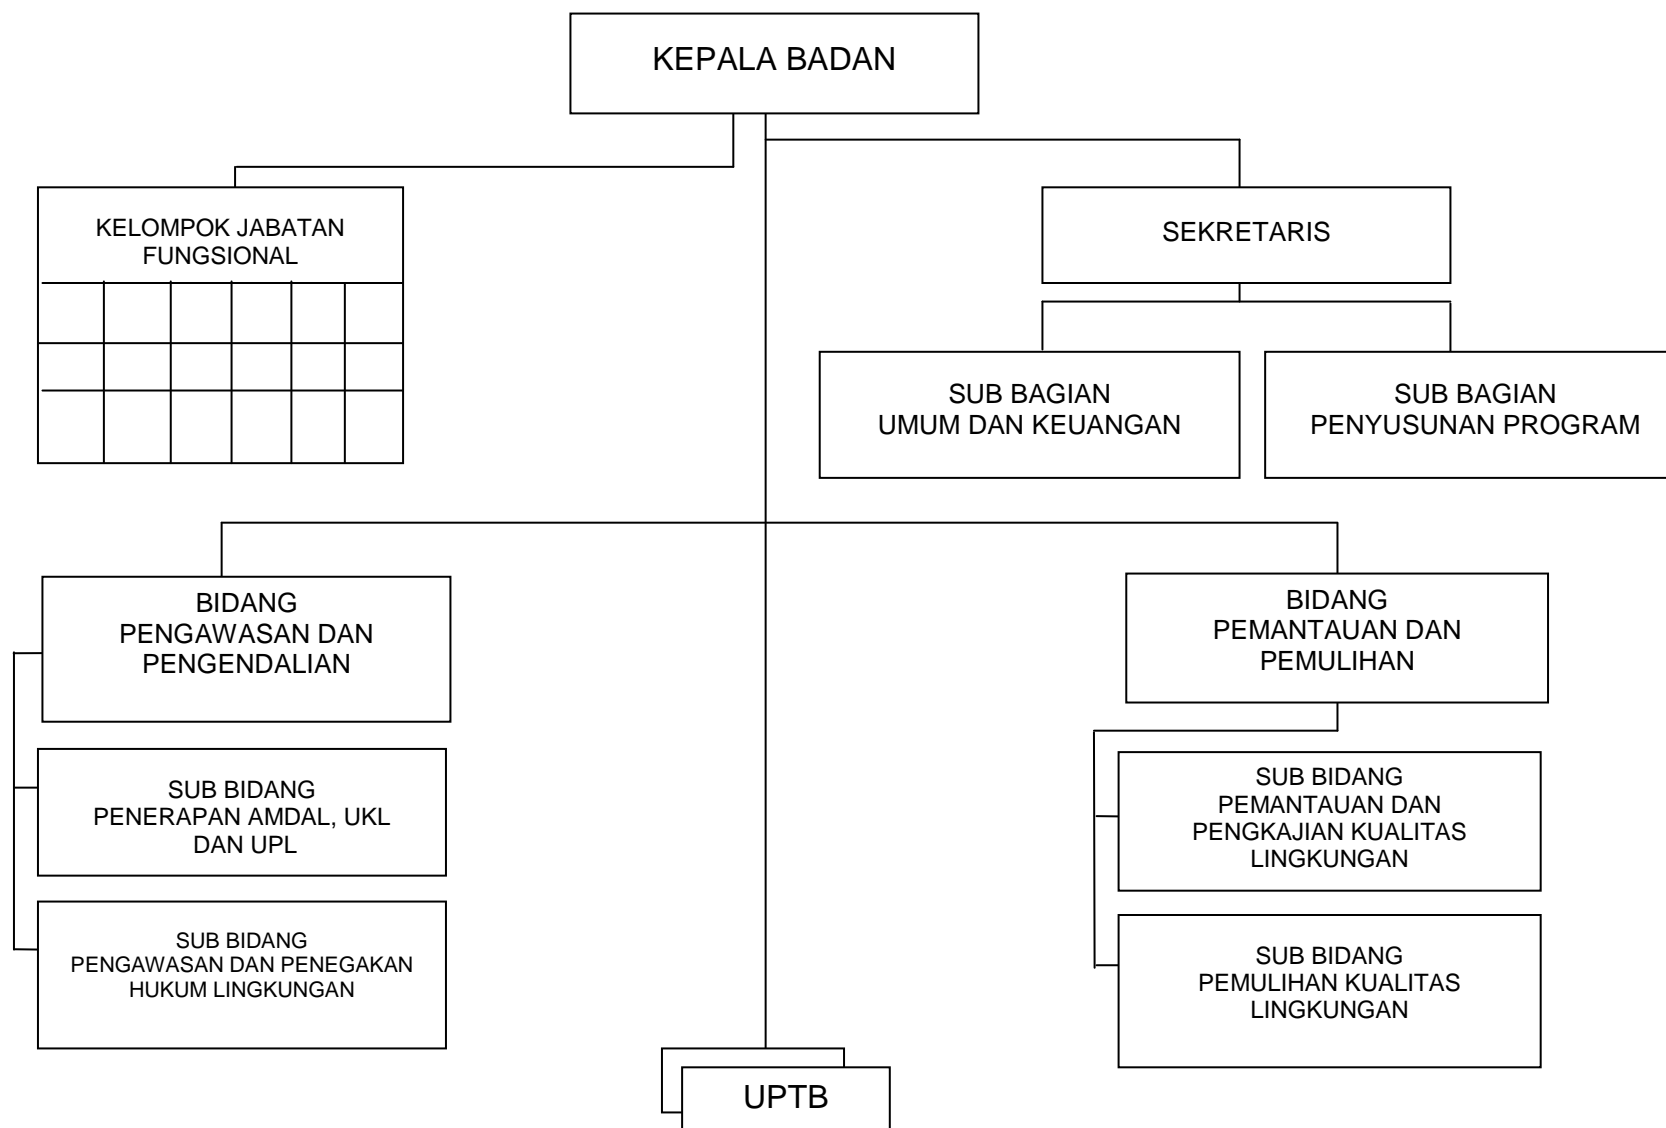 KEPALA BADAN
KELOMPOK JABATAN
FUNGSIONAL
SEKRETARIS
SUB BAGIAN
UMUM DAN KEUANGAN
SUB BAGIAN
PENYUSUNAN PROGRAM
BIDANG
PENGAWASAN DAN
PENGENDALIAN
BIDANG
PEMANTAUAN DAN
PEMULIHAN
SUB BIDANG
PENERAPAN AMDAL, UKL
DAN UPL
SUB BIDANG
PEMANTAUAN DAN
PENGKAJIAN KUALITAS
LINGKUNGAN
SUB BIDANG
PENGAWASAN DAN PENEGAKAN
HUKUM LINGKUNGAN
SUB BIDANG
PEMULIHAN KUALITAS
LINGKUNGAN
UPTB